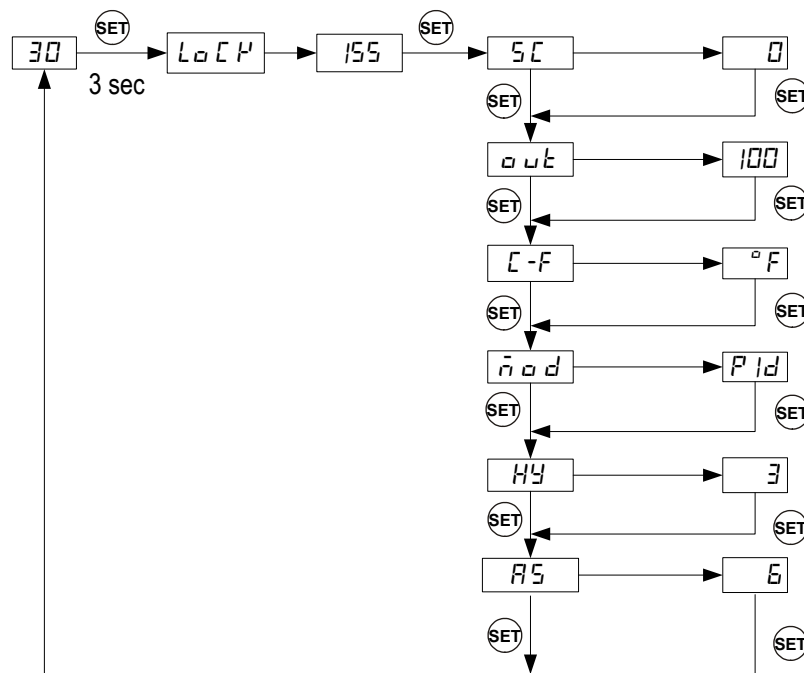 SET SET
30 LoCK 155 SC 0
3 sec
SET SET
out 100
SET SET
C-F °F
SET SET
mod PId
SET SET
HY 3
SET SET
AS 6
SET SET